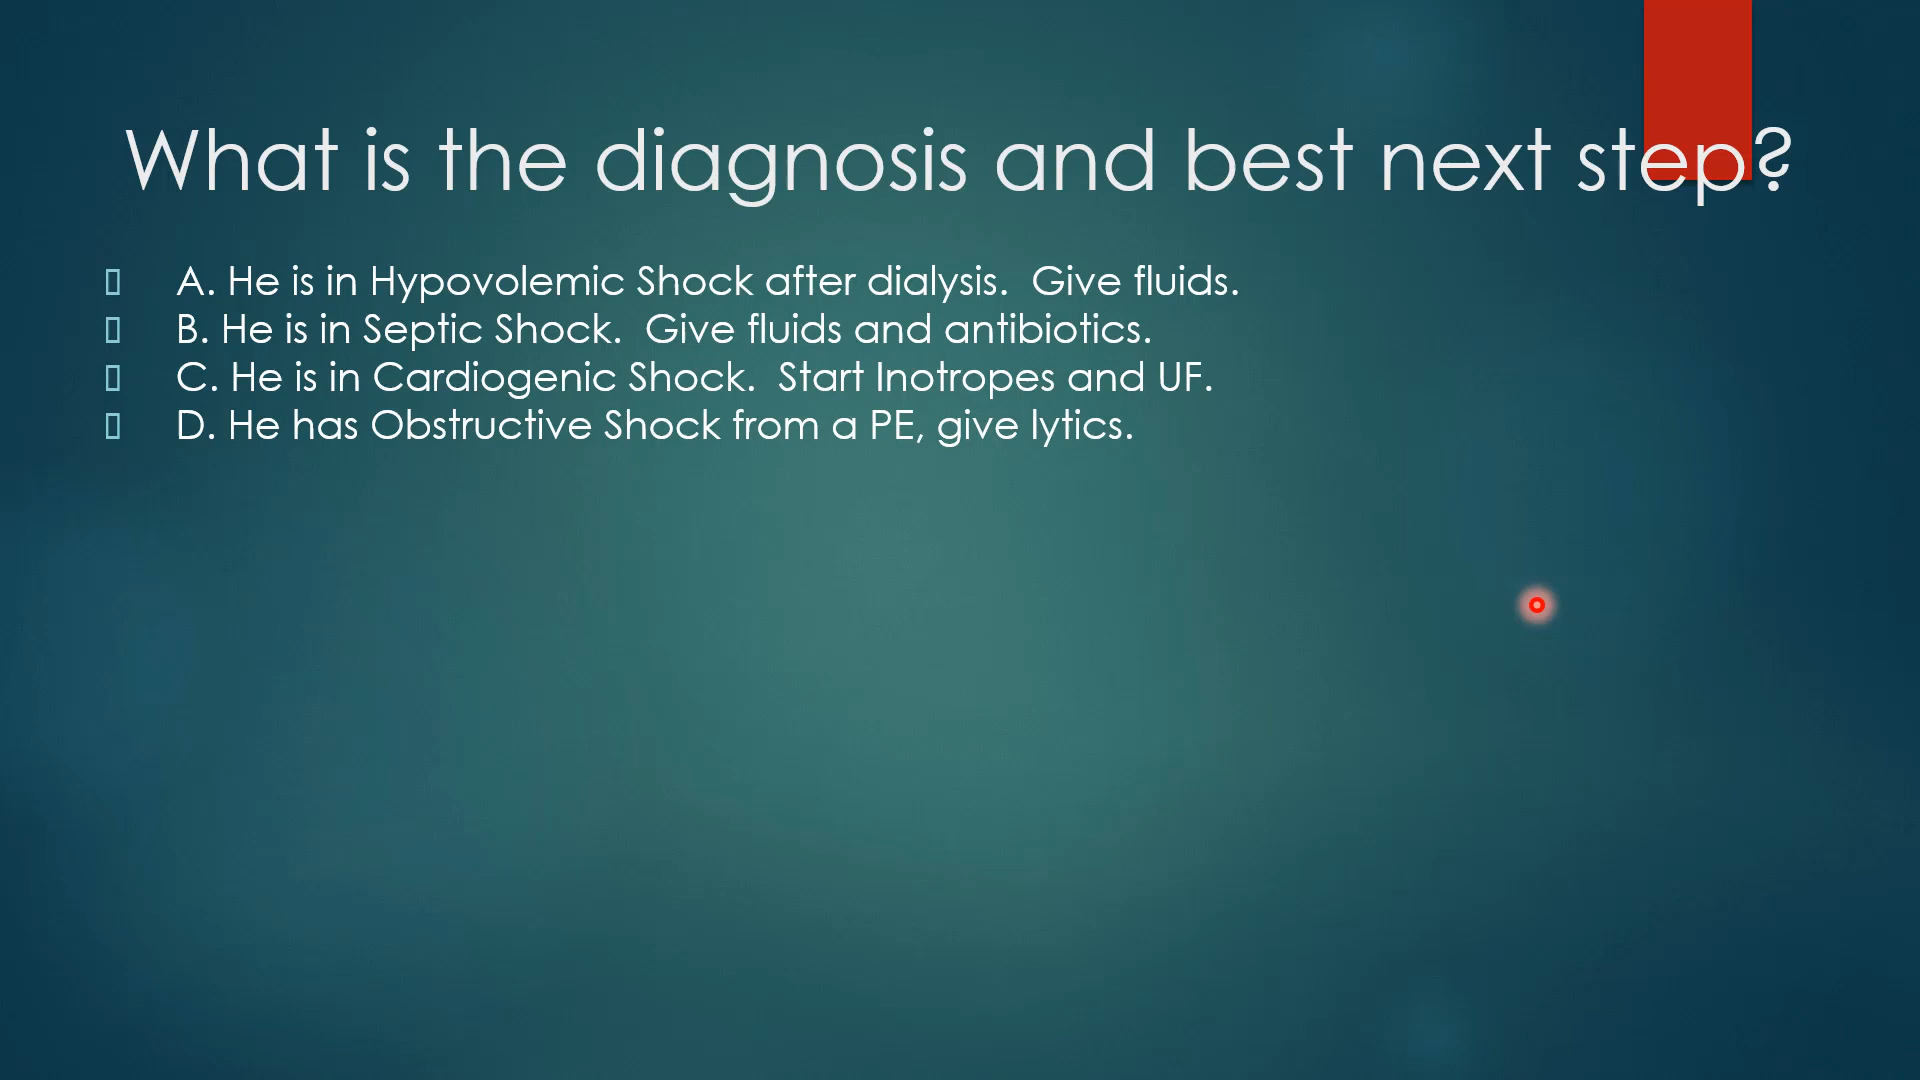 What is the diagnosis and best next step?
A. He is in Hypovolemic Shock after dialysis. Give fluids.
B. He is in Septic Shock. Give fluids and antibiotics.
C. He is in Cardiogenic Shock. Start Inotropes and UF.
D. He has Obstructive Shock from a PE, give lytics.